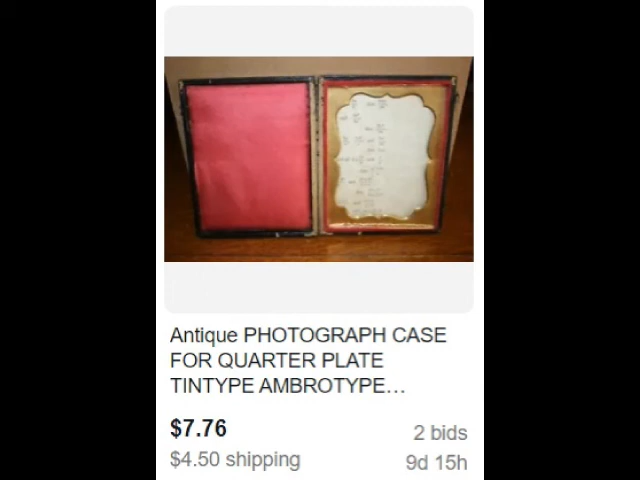 Antique PHOTOGRAPH CASE
FOR QUARTER PLATE
TINTYPE AMBROTYPE...
$7.76
2 bids
$4.50 shipping
9d 15h